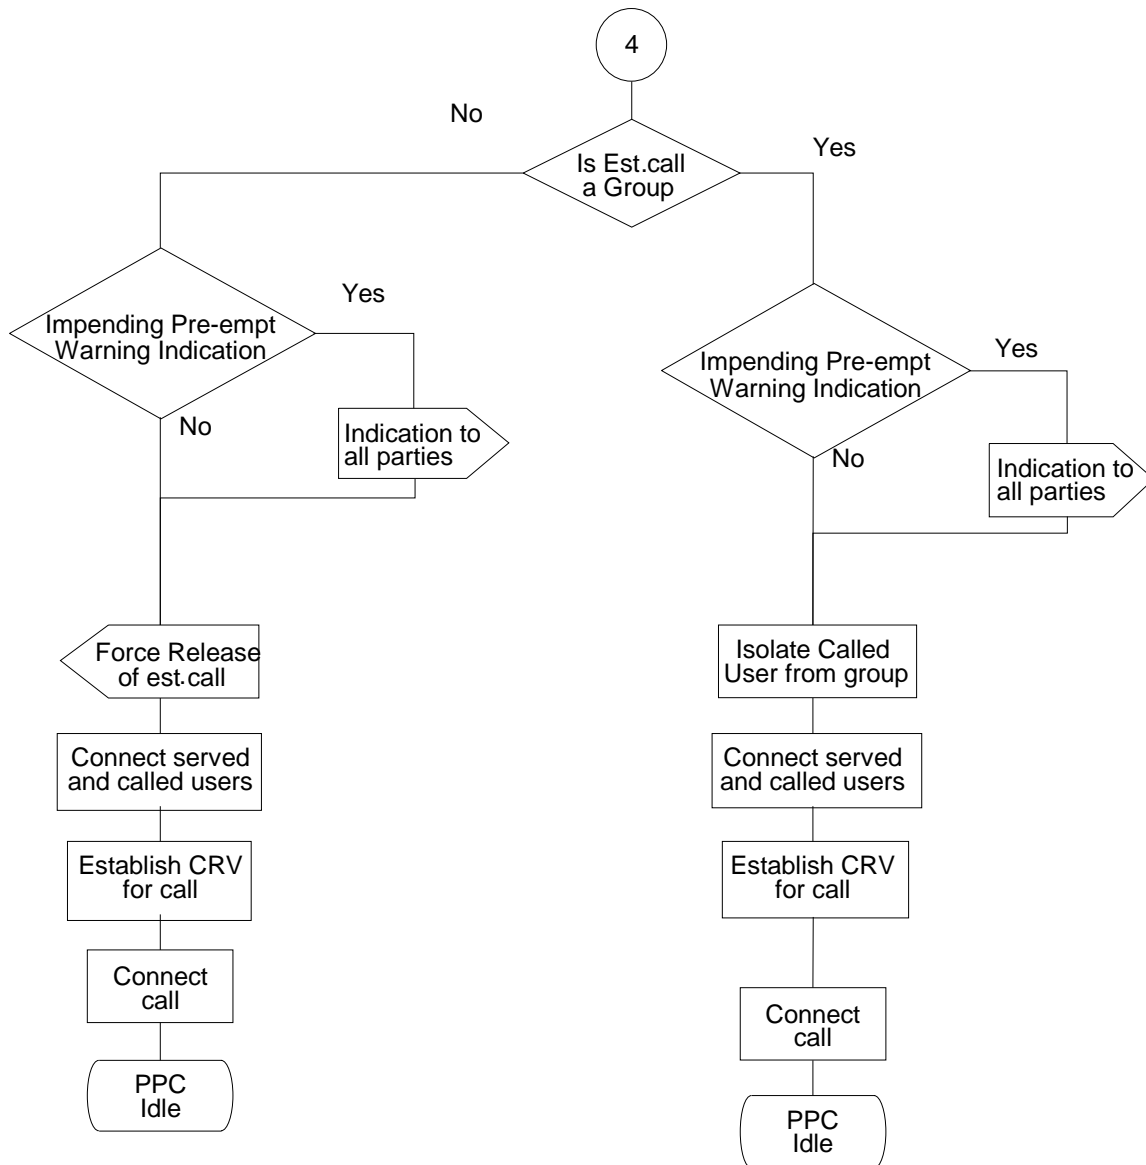 4
No
Yes
Is Est.call
a Group
Yes
Impending Pre-empt
Warning Indication
No
Indication to
all parties
Yes
Impending Pre-empt
Warning Indication
No
Indication to
all parties
Force Release
of est.call
Isolate Called
User from group
Connect served
and called users
Connect served
and called users
Establish CRV
for call
Establish CRV
for call
Connect
call
Connect
call
PPC
Idle
PPC
Idle